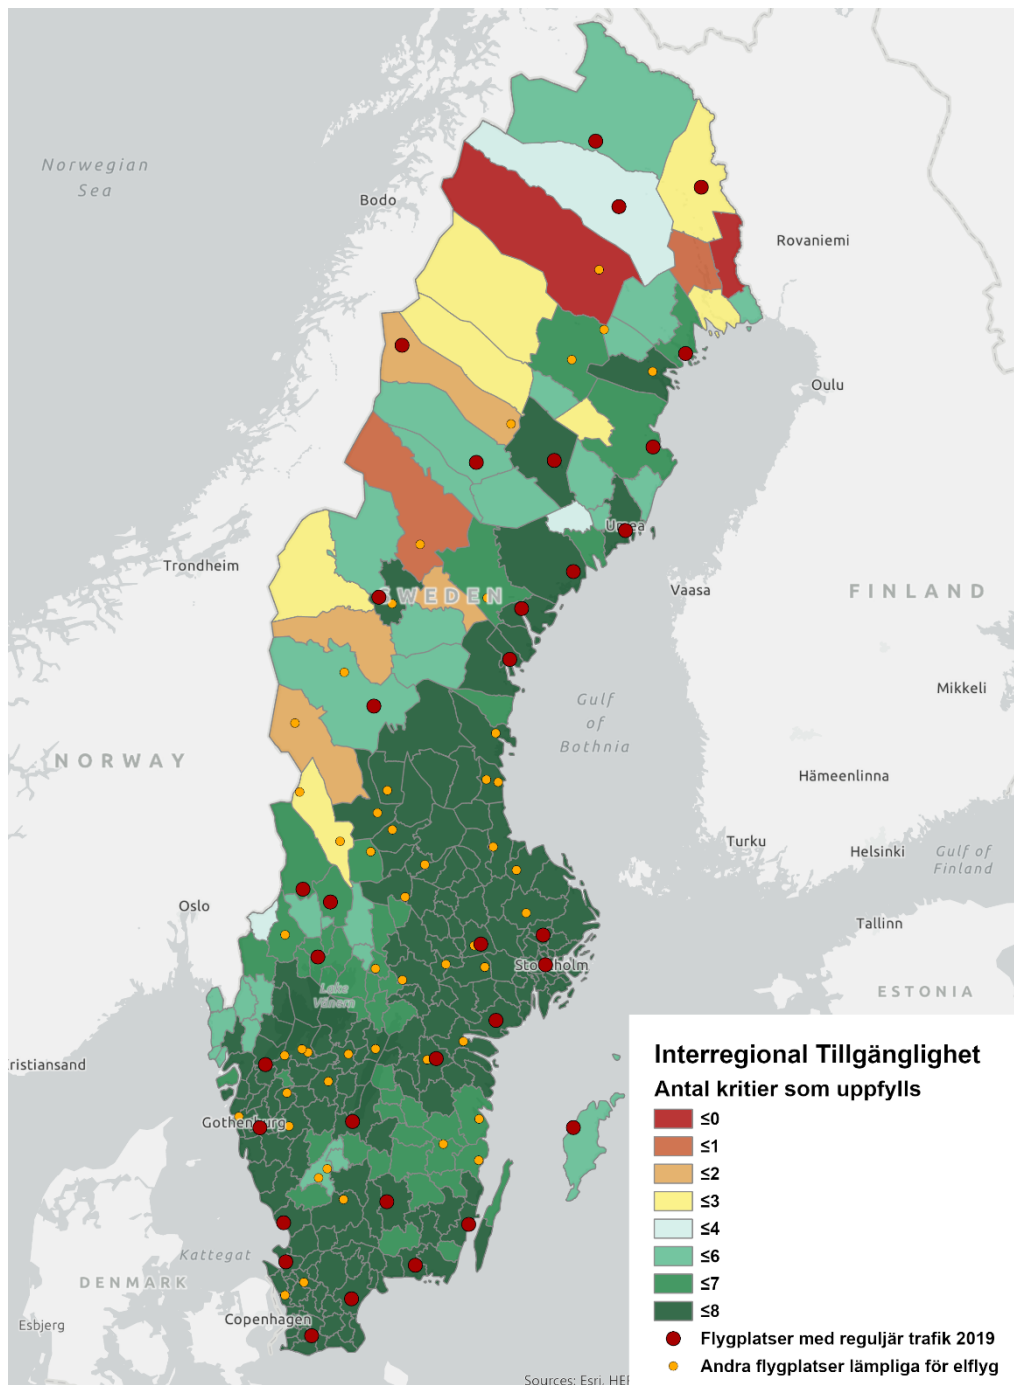 Norwegian
Sea
Bodo
Rovaniemi
Oulu
Umea
Trondheim
Vaasa
SWEDEN
FINLAND
Mikkeli
Gulf
of
Bothnia
NORWAY
Hämeenlinna
Turku
Helsinki
Gulf of
Finland
Oslo
Tallinn
Stockholm
Lake
Vänern
ESTONIA
ristiansand
Gothenburg
Kattegat
DENMARK
Esbjerg
Copenhagen
Interregional Tillgänglighet
Antal kritier som uppfylls
≤0
≤1
≤2
≤3
≤4
≤6
≤7
≤8
Flygplatser med reguljär trafik 2019
Andra flygplatser lämpliga för elflyg
Sources: Esri, HEF